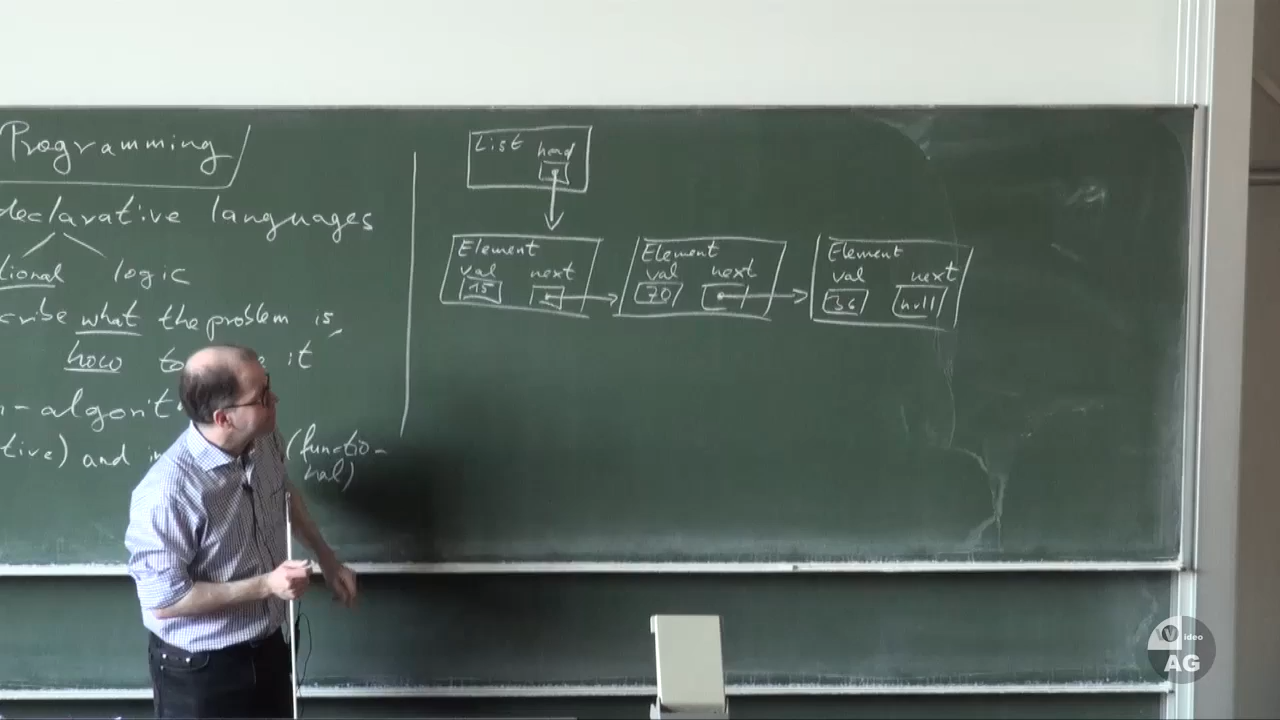 Programming
declarative languages
tional logic
cribe what the problem is,
how to it
n-algorit
tive) and in (functio-
nal)
List head
Element
val next
15
Element
val next
70
Element
val next
36 null
Video
AG